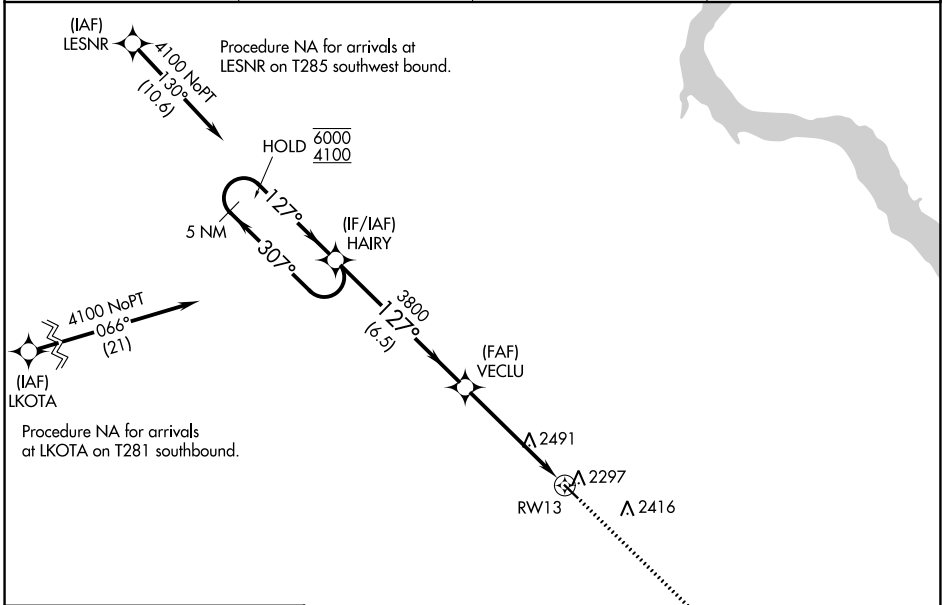 (IAF)
LESNR
4100 NoPT
130°
(10.6)
Procedure NA for arrivals at
LESNR on T285 southwest bound.
HOLD 6000
4100
127°
5 NM
307°
(IF/IAF)
HAIRY
4100 NoPT
066°
(21)
(IAF)
LKOTA
3800
127°
(6.5)
(FAF)
VECLU
Procedure NA for arrivals
at LKOTA on T281 southbound.
2491
2297
RW13
2416